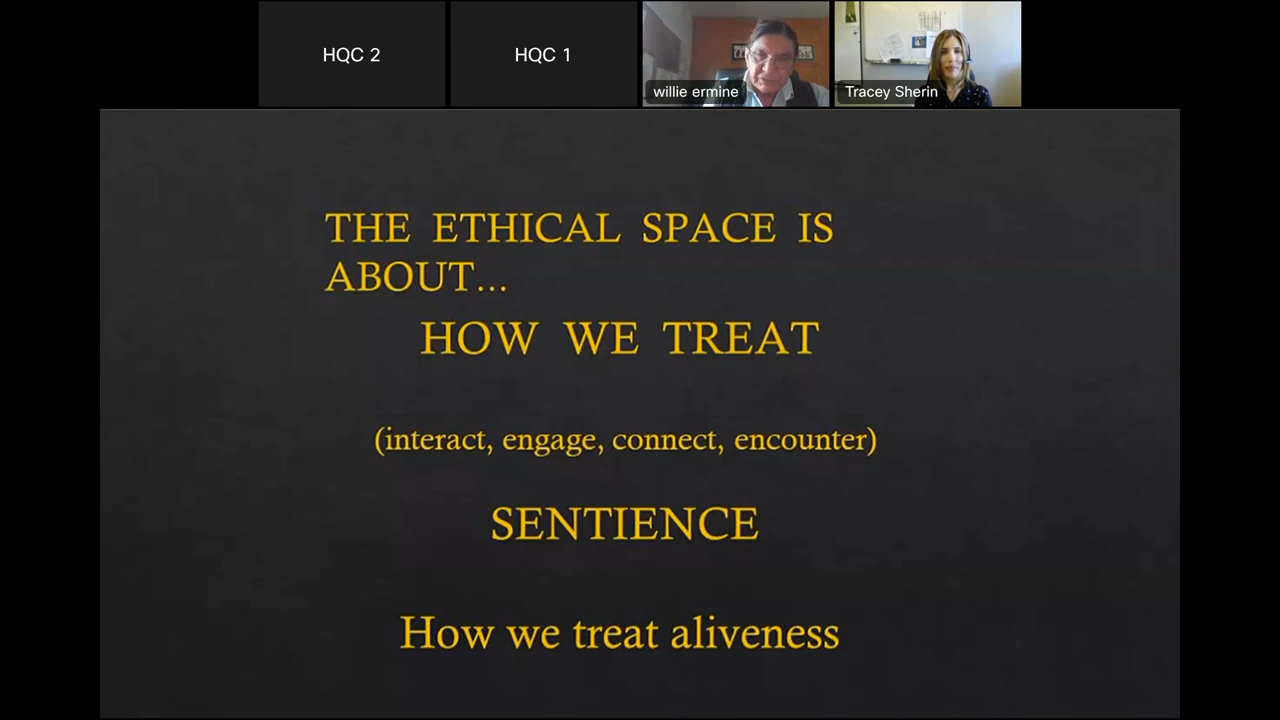 HQC 2
HQC 1
willie ermine
Tracey Sherin
THE ETHICAL SPACE IS
ABOUT...
HOW WE TREAT
(interact, engage, connect, encounter)
SENTIENCE
How we treat aliveness